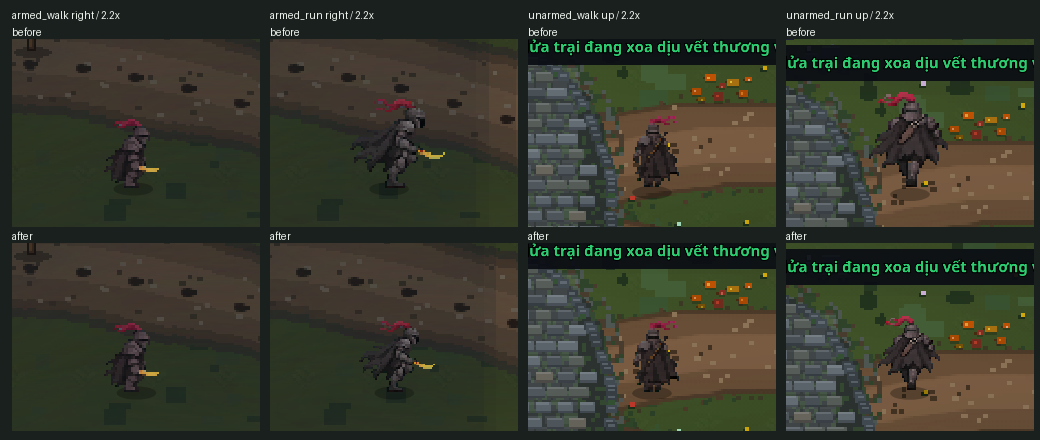 armed_walk right / 2.2x
armed_run right / 2.2x
unarmed_walk up / 2.2x
unarmed_run up / 2.2x
before
before
before
before
ửa trại đang xoa dịu vết thương
ửa trại đang xoa dịu vết thương
after
after
after
after
ửa trại đang xoa dịu vết thương
ửa trại đang xoa dịu vết thương